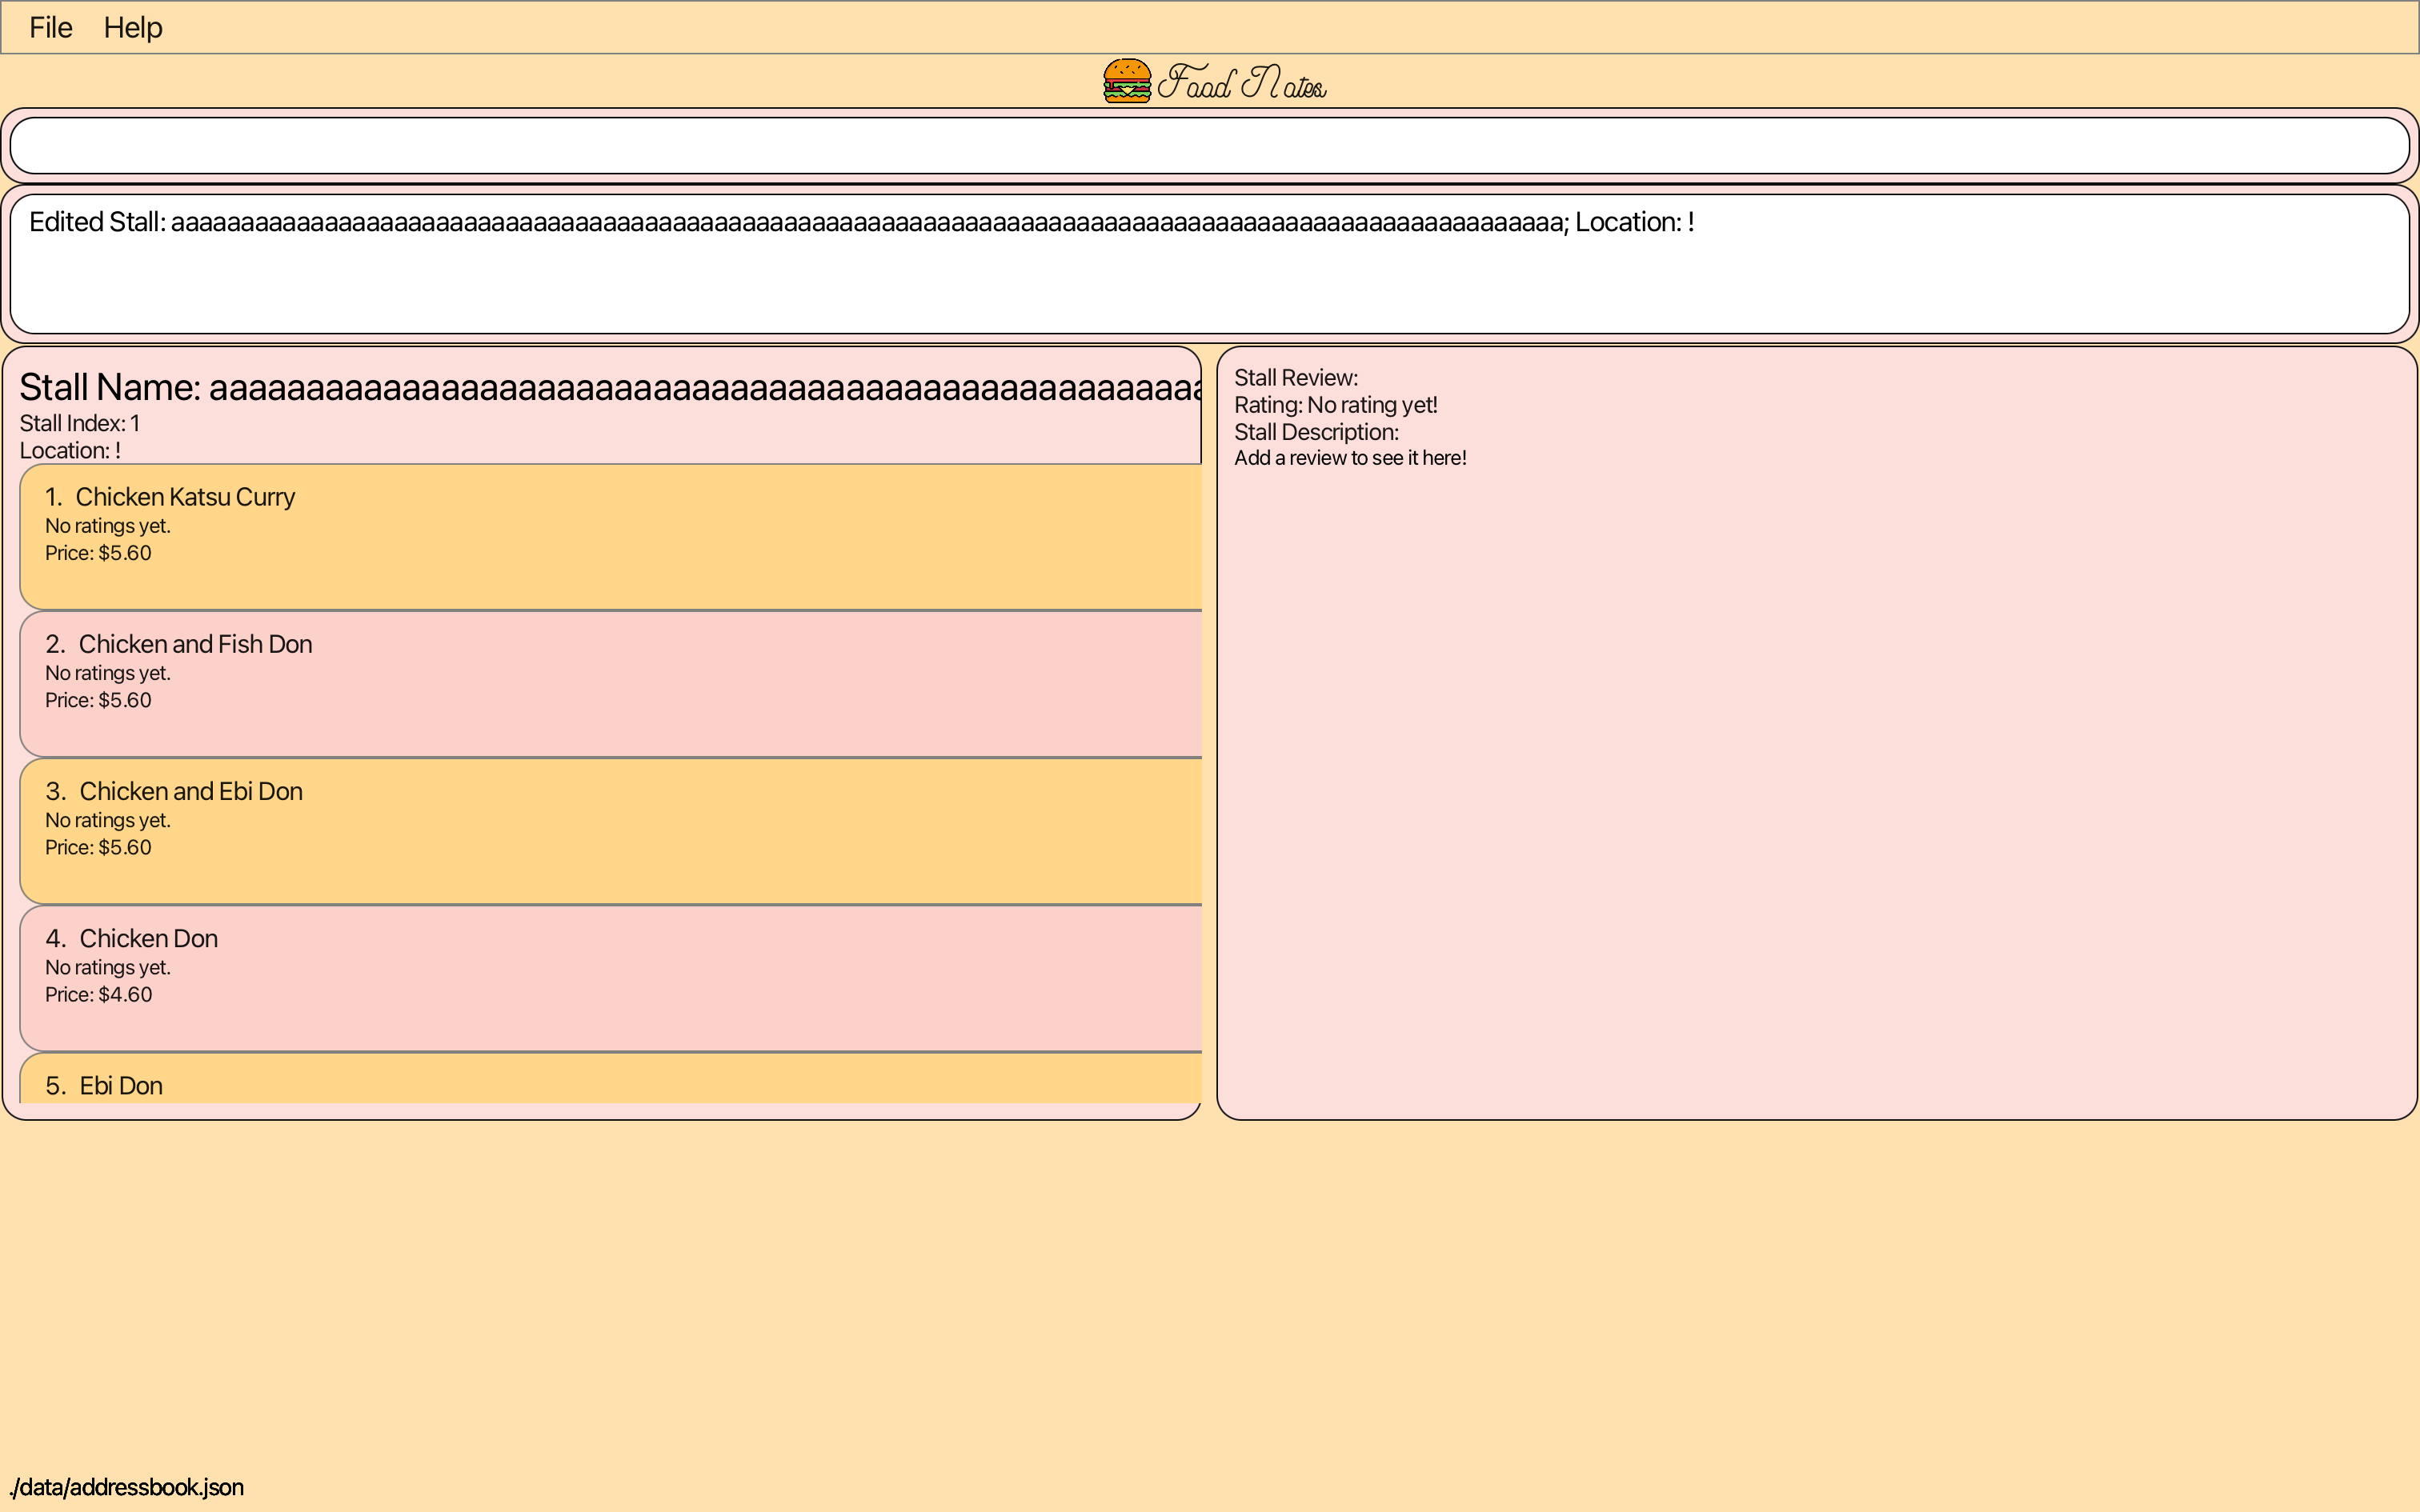 File Help
Food Notes
Edited Stall: aaaaaaaaaaaaaaaaaaaaaaaaaaaaaaaaaaaaaaaaaaaaaaaaaaaaaaaaaaaaaaaaaaaaaaaaaaaaaaaaaaaaaaaaaaaaaaaaaaaa; Location: !
Stall Name: aaaaaaaaaaaaaaaaaaaaaaaaaaaaaaaaaaaaaaaaaaaaaaaaaaaa
Stall Index: 1
Location: !
1. Chicken Katsu Curry
No ratings yet.
Price: $5.60
2. Chicken and Fish Don
No ratings yet.
Price: $5.60
3. Chicken and Ebi Don
No ratings yet.
Price: $5.60
4. Chicken Don
No ratings yet.
Price: $4.60
5. Ebi Don
Stall Review:
Rating: No rating yet!
Stall Description:
Add a review to see it here!
./data/addressbook.json